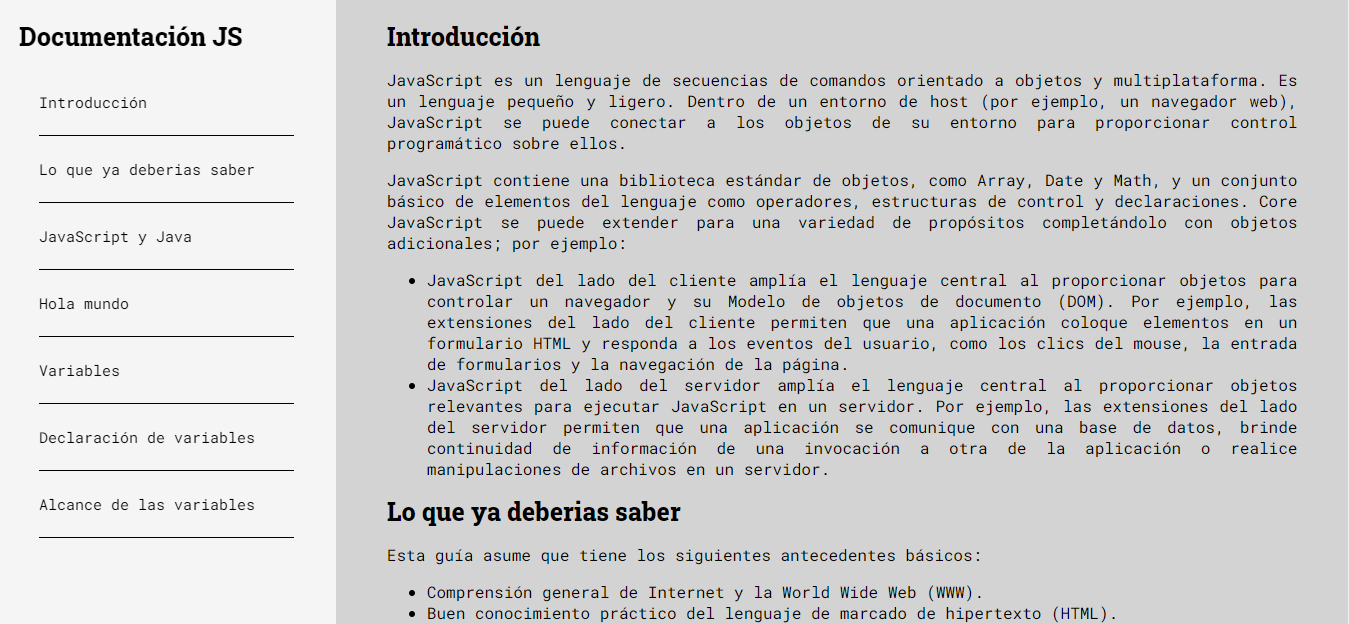 Documentación JS
Introducción
Lo que ya deberias saber
JavaScript y Java
Hola mundo
Variables
Declaración de variables
Alcance de las variables
Introducción
JavaScript es un lenguaje de secuencias de comandos orientado a objetos y multiplataforma. Es
un lenguaje pequeño y ligero. Dentro de un entorno de host (por ejemplo, un navegador web),
JavaScript se puede conectar a los objetos de su entorno para proporcionar control
programático sobre ellos.
JavaScript contiene una biblioteca estándar de objetos, como Array, Date y Math, y un conjunto
básico de elementos del lenguaje como operadores, estructuras de control y declaraciones. Core
JavaScript se puede extender para una variedad de propósitos completándolo con objetos
adicionales; por ejemplo:
• JavaScript del lado del cliente amplía el lenguaje central al proporcionar objetos para
controlar un navegador y su Modelo de objetos de documento (DOM). Por ejemplo, las
extensiones del lado del cliente permiten que una aplicación coloque elementos en un
formulario HTML y responda a los eventos del usuario, como los clics del mouse, la entrada
de formularios y la navegación de la página.
• JavaScript del lado del servidor amplía el lenguaje central al proporcionar objetos
relevantes para ejecutar JavaScript en un servidor. Por ejemplo, las extensiones del lado
del servidor permiten que una aplicación se comunique con una base de datos, brinde
continuidad de información de una invocación a otra de la aplicación o realice
manipulaciones de archivos en un servidor.
Lo que ya deberias saber
Esta guía asume que tiene los siguientes antecedentes básicos:
• Comprensión general de Internet y la World Wide Web (WWW).
• Buen conocimiento práctico del lenguaje de marcado de hipertexto (HTML).